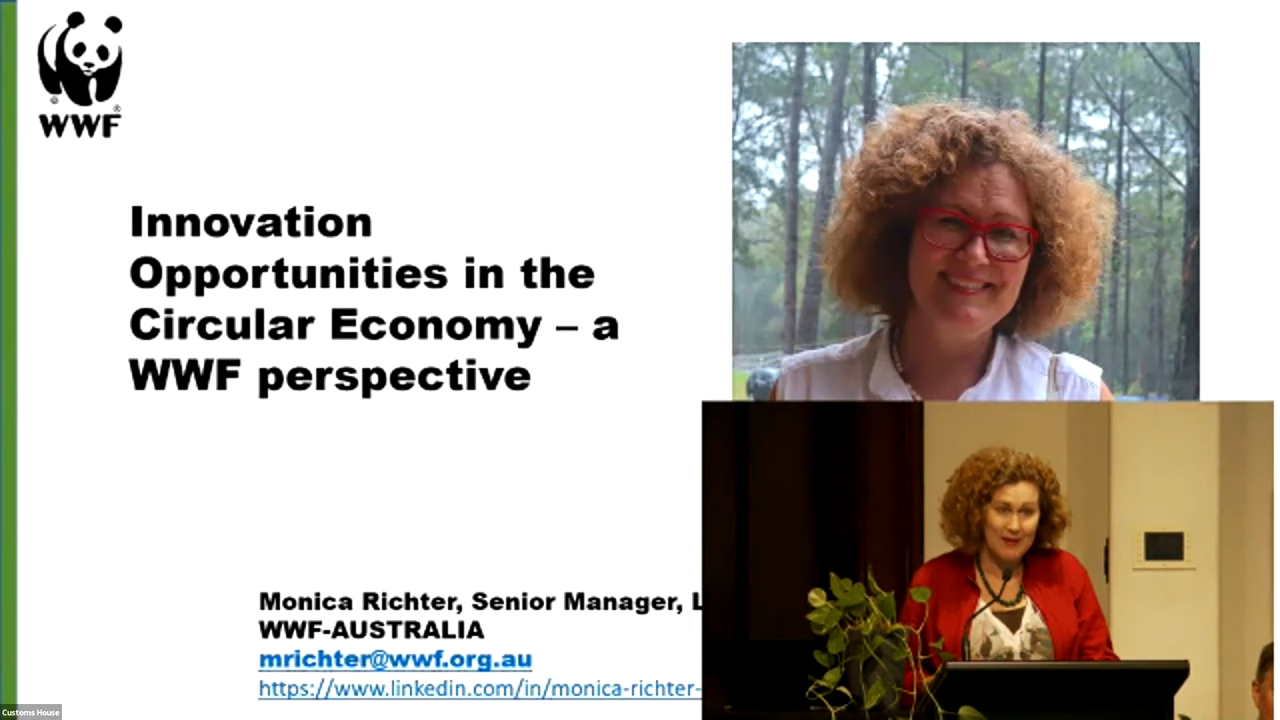 WWF
Innovation
Opportunities in the
Circular Economy – a
WWF perspective
Monica Richter, Senior Manager, L
WWF-AUSTRALIA
mrichter@wwf.org.au
https://www.linkedin.com/in/monica-richter-
Customs House